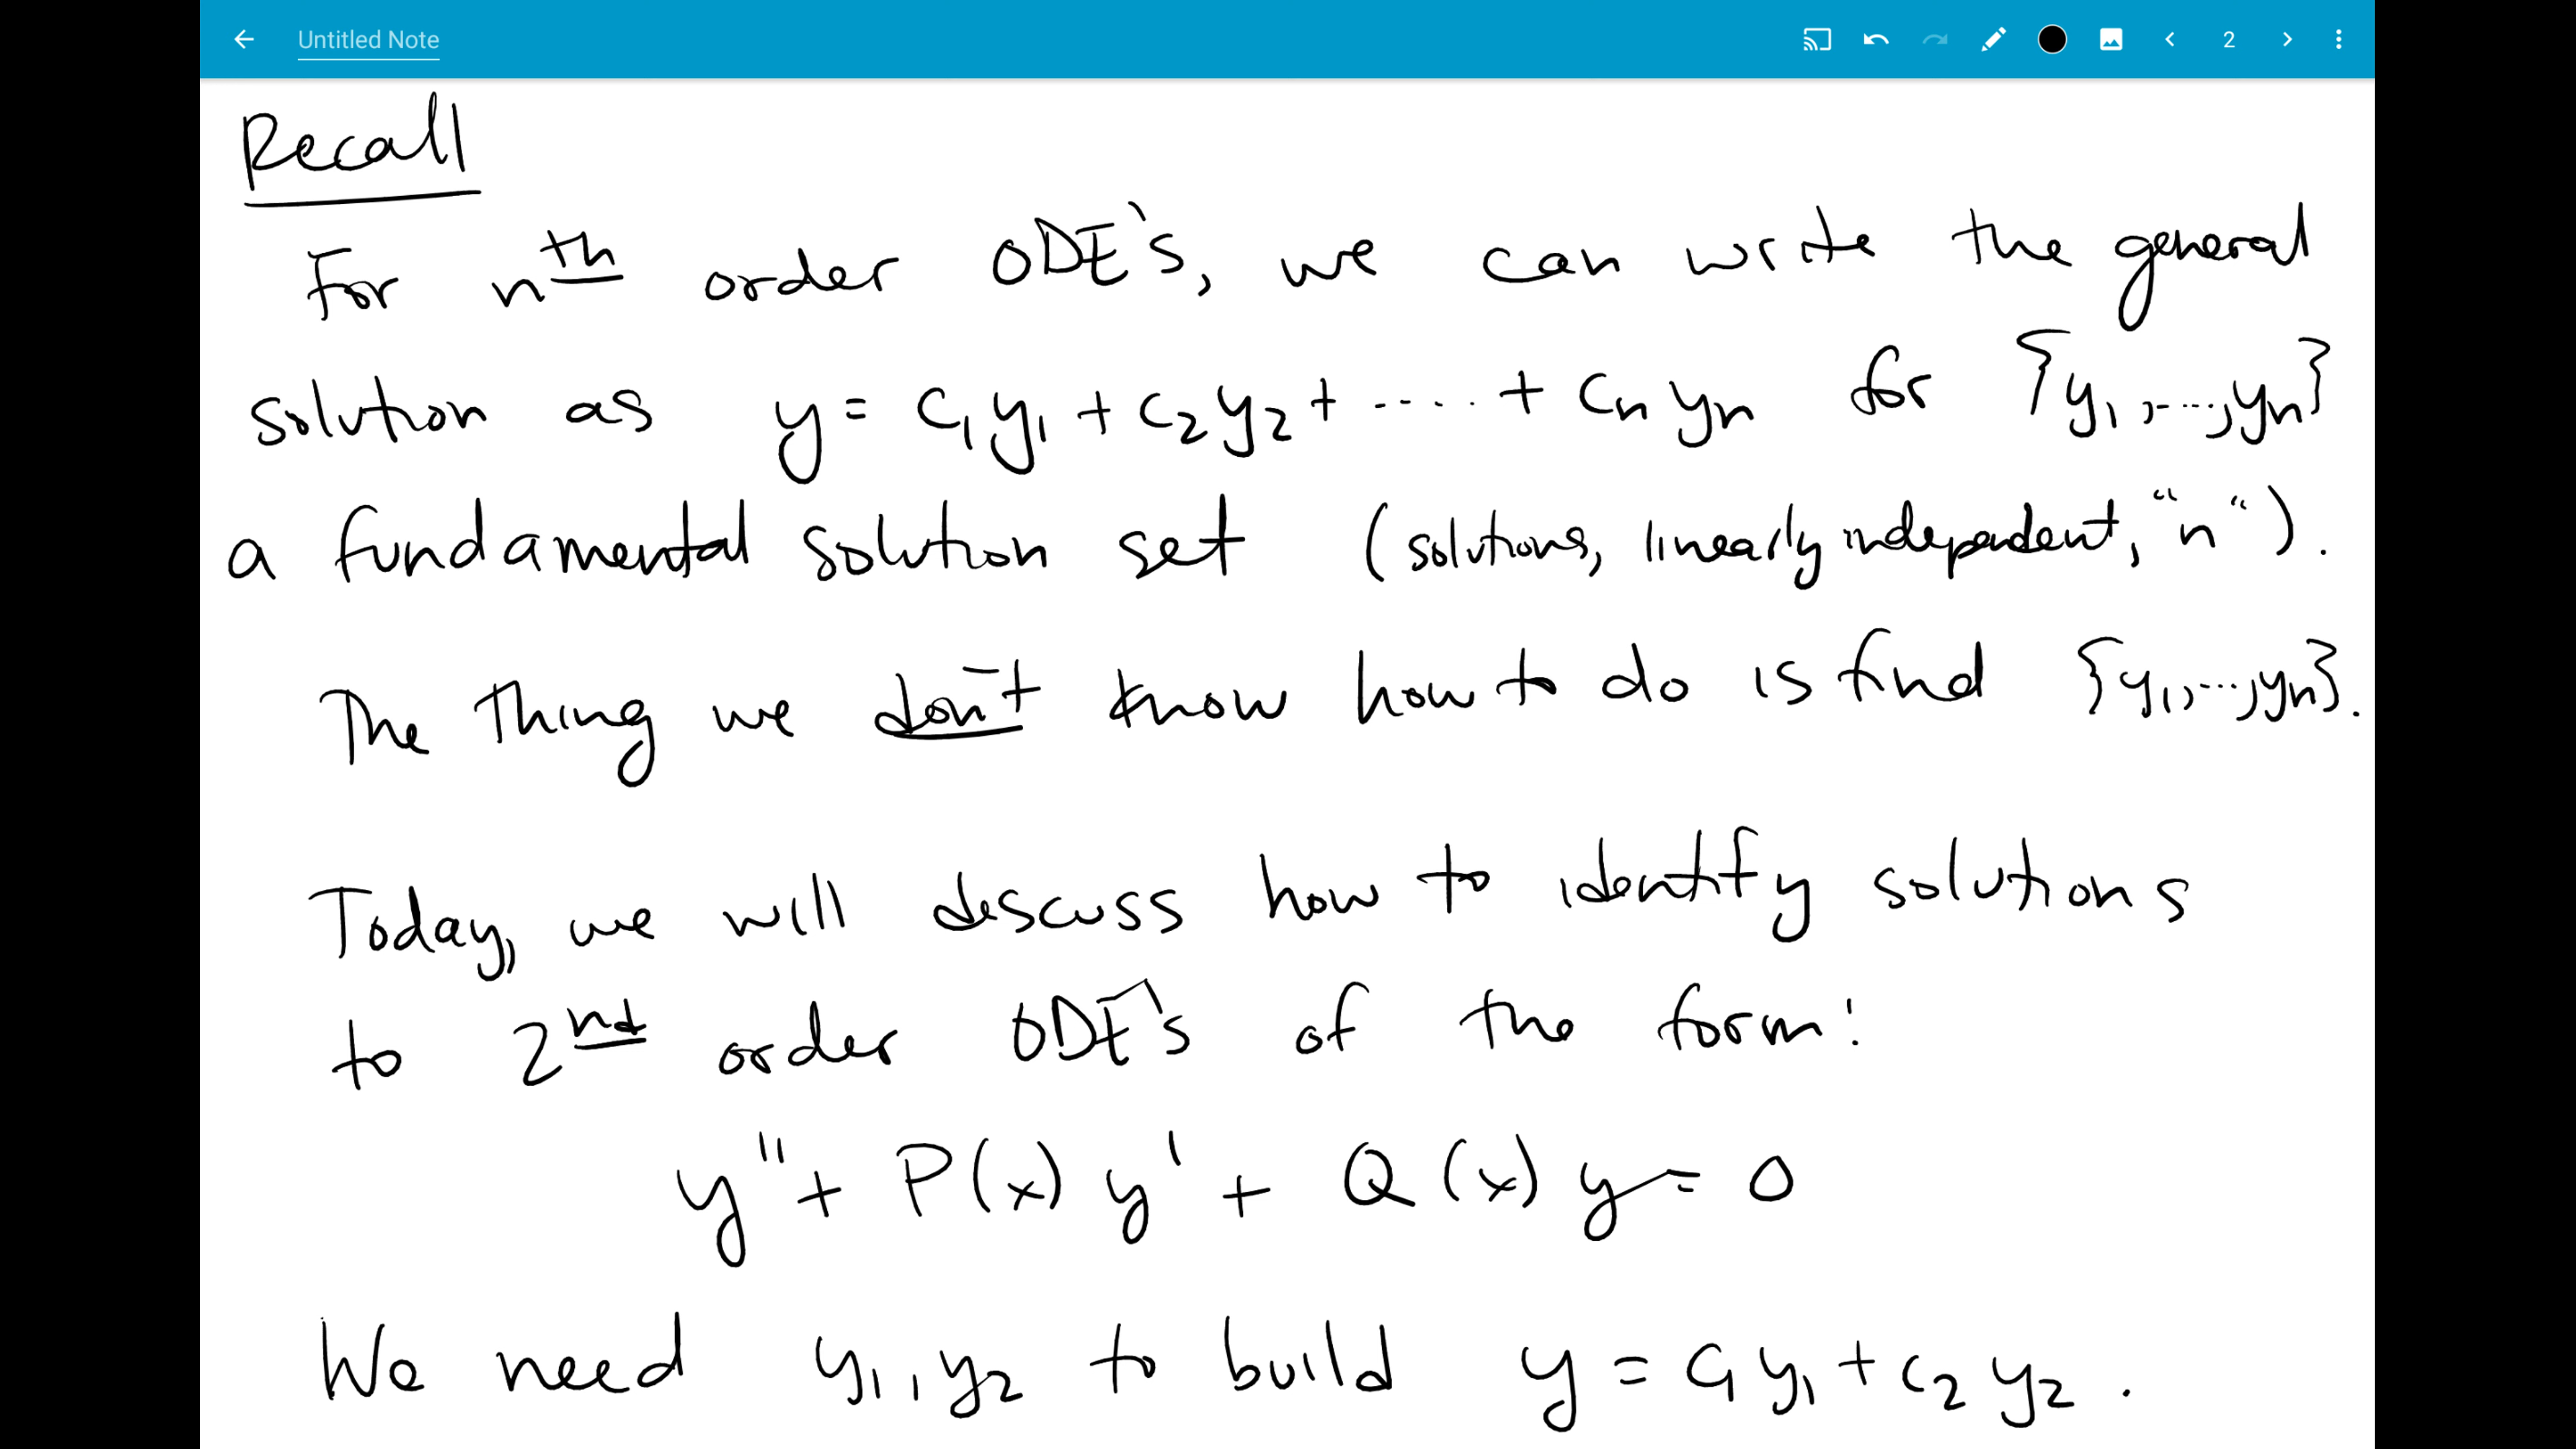 Untitled Note
2
Recall
For nth order ODE's, we can write the general
solution as y = c₁y₁ + c₂y₂ + ..... + cₙyₙ for {y₁,...,yₙ}
a fundamental solution set (solutions, linearly independent, "n").
The thing we don't know how to do is find {y₁,...,yₙ}.
Today, we will discuss how to identify solutions
to 2nd order ODE's of the form:
y'' + P(x) y' + Q(x) y = 0
We need y₁, y₂ to build y = c₁y₁ + c₂y₂.